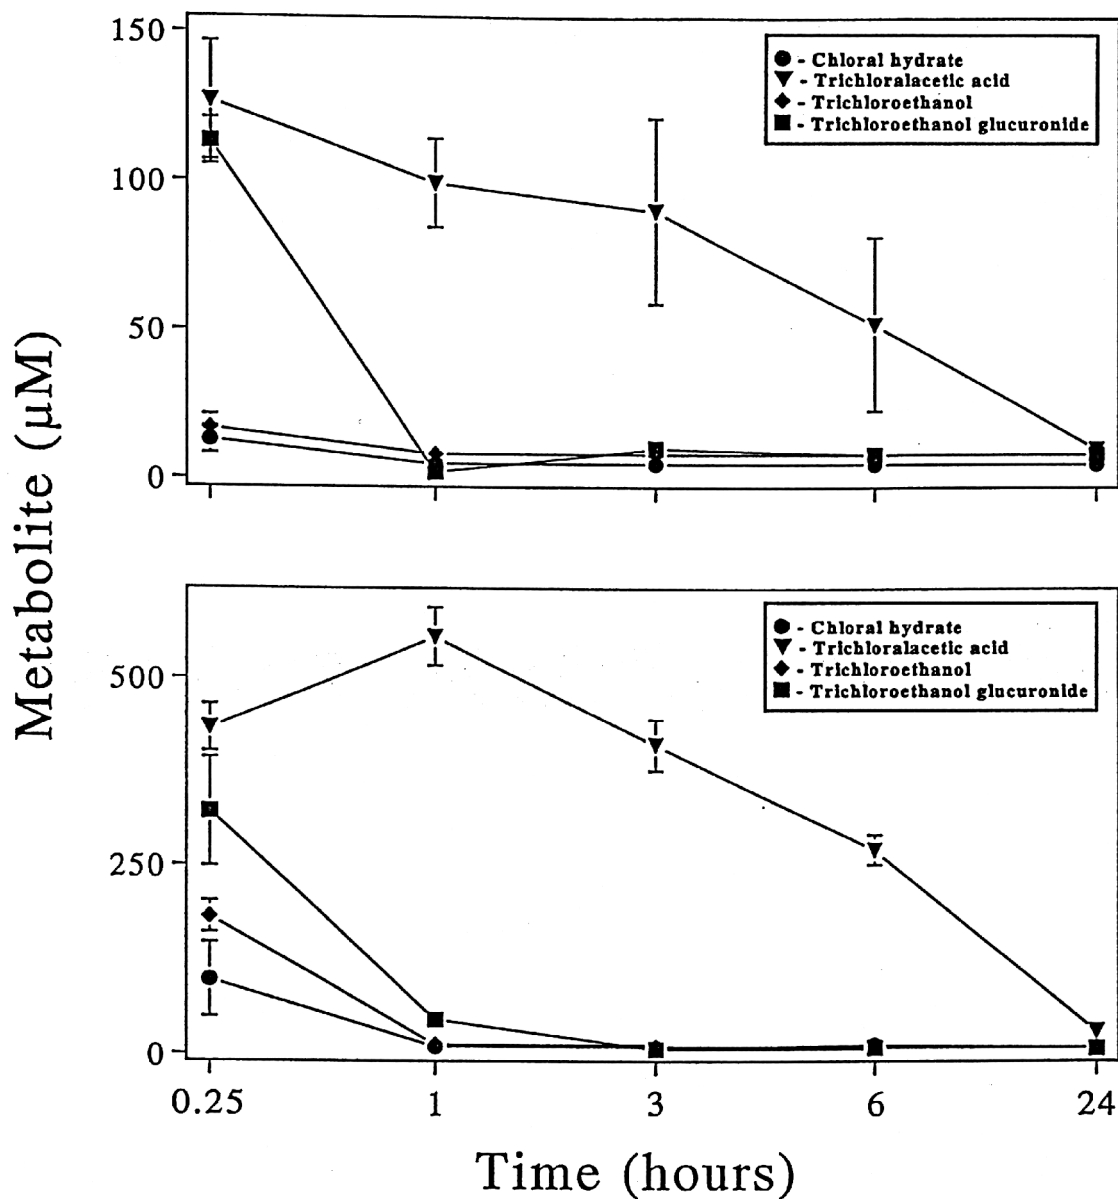 Metabolite (μM)
150
100
50
0
● - Chloral hydrate
▼ - Trichloralacetic acid
◆ - Trichloroethanol
■ - Trichloroethanol glucuronide
500
250
0
● - Chloral hydrate
▼ - Trichloralacetic acid
◆ - Trichloroethanol
■ - Trichloroethanol glucuronide
0.25 1 3 6 24
Time (hours)